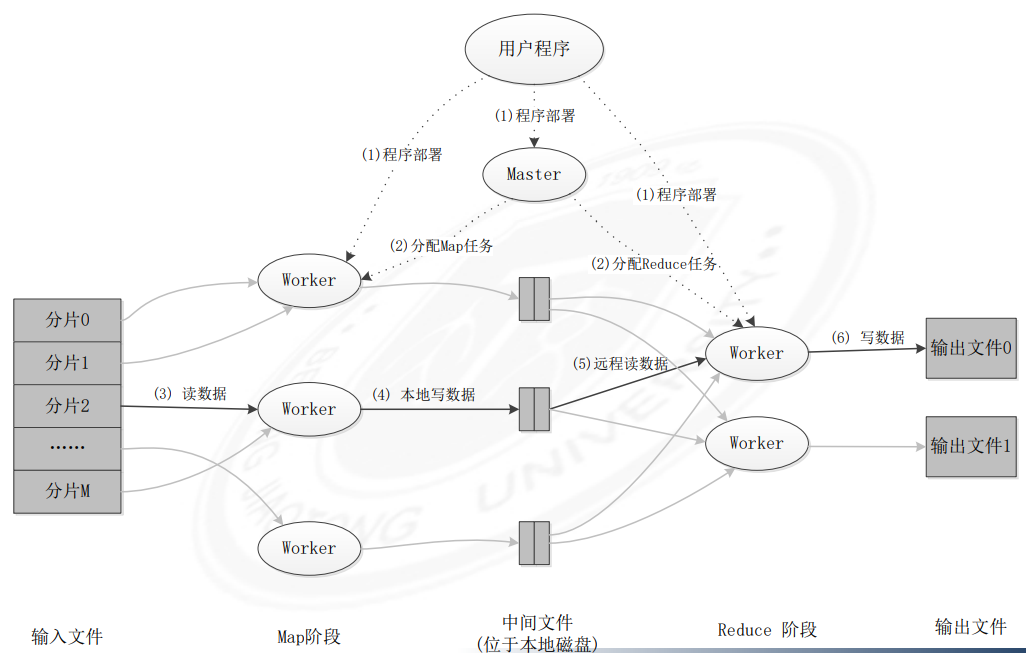 用户程序
(1)程序部署
(1)程序部署
Master
(1)程序部署
(2)分配Map任务
(2)分配Reduce任务
Worker
分片0
分片1
分片2
……
分片M
(3) 读数据
Worker
(4) 本地写数据
(5)远程读数据
Worker
(6) 写数据
输出文件0
Worker
输出文件1
Worker
输入文件
Map阶段
中间文件
(位于本地磁盘)
Reduce 阶段
输出文件